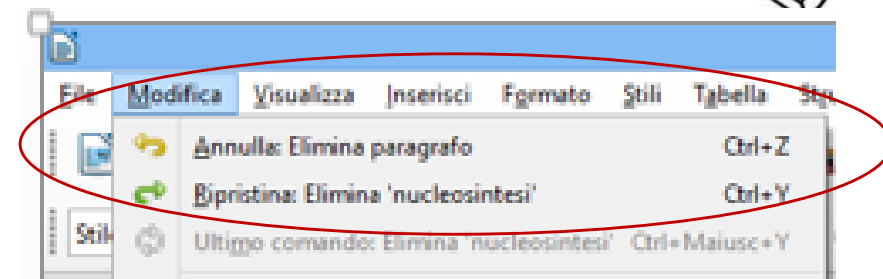 File Modifica Visualizza Inserisci Formato Stili Tabella
Annulla: Elimina paragrafo Ctrl+Z
Ripristina: Elimina 'nucleosintesi' Ctrl+Y
Stile Ultimo comando: Elimina 'nucleosintesi' Ctrl+Maiusc+Y